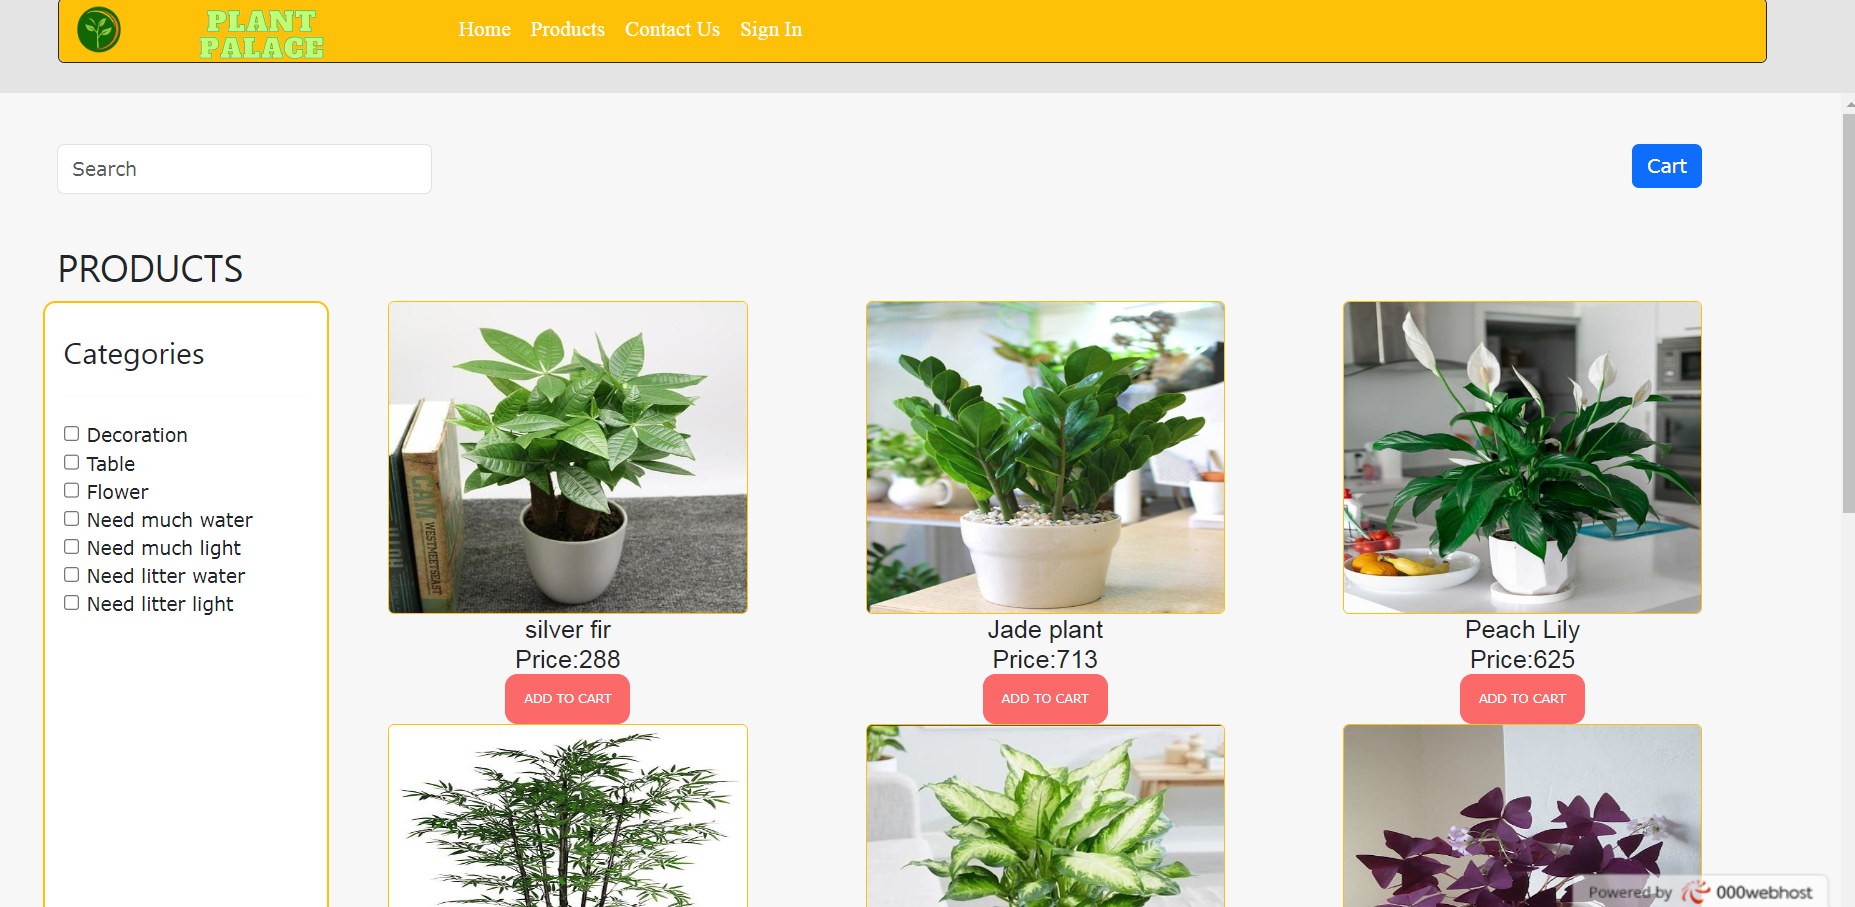 PLANT
PALACE
Home Products Contact Us Sign In
Search
Cart
PRODUCTS
Categories
Decoration
Table
Flower
Need much water
Need much light
Need litter water
Need litter light
CAM
WESTMEETSEAST
silver fir
Price:288
ADD TO CART
Jade plant
Price:713
ADD TO CART
Peach Lily
Price:625
ADD TO CART
Powered by 000webhost